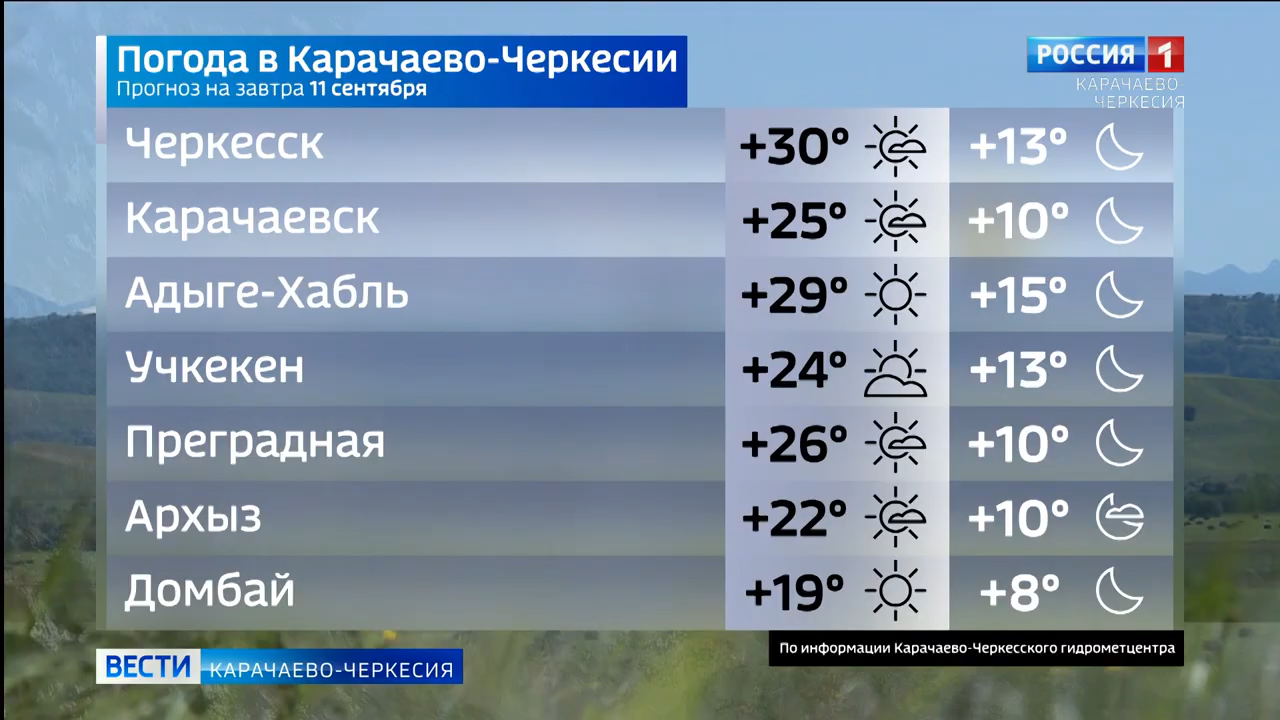 Погода в Карачаево-Черкесии
Прогноз на завтра 11 сентября
РОССИЯ 1
КАРАЧАЕВО
ЧЕРКЕСИЯ
Черкесск +30° +13°
Карачаевск +25° +10°
Адыге-Хабль +29° +15°
Учкекен +24° +13°
Преградная +26° +10°
Архыз +22° +10°
Домбай +19° +8°
По информации Карачаево-Черкесского гидрометцентра
ВЕСТИ КАРАЧАЕВО-ЧЕРКЕСИЯ